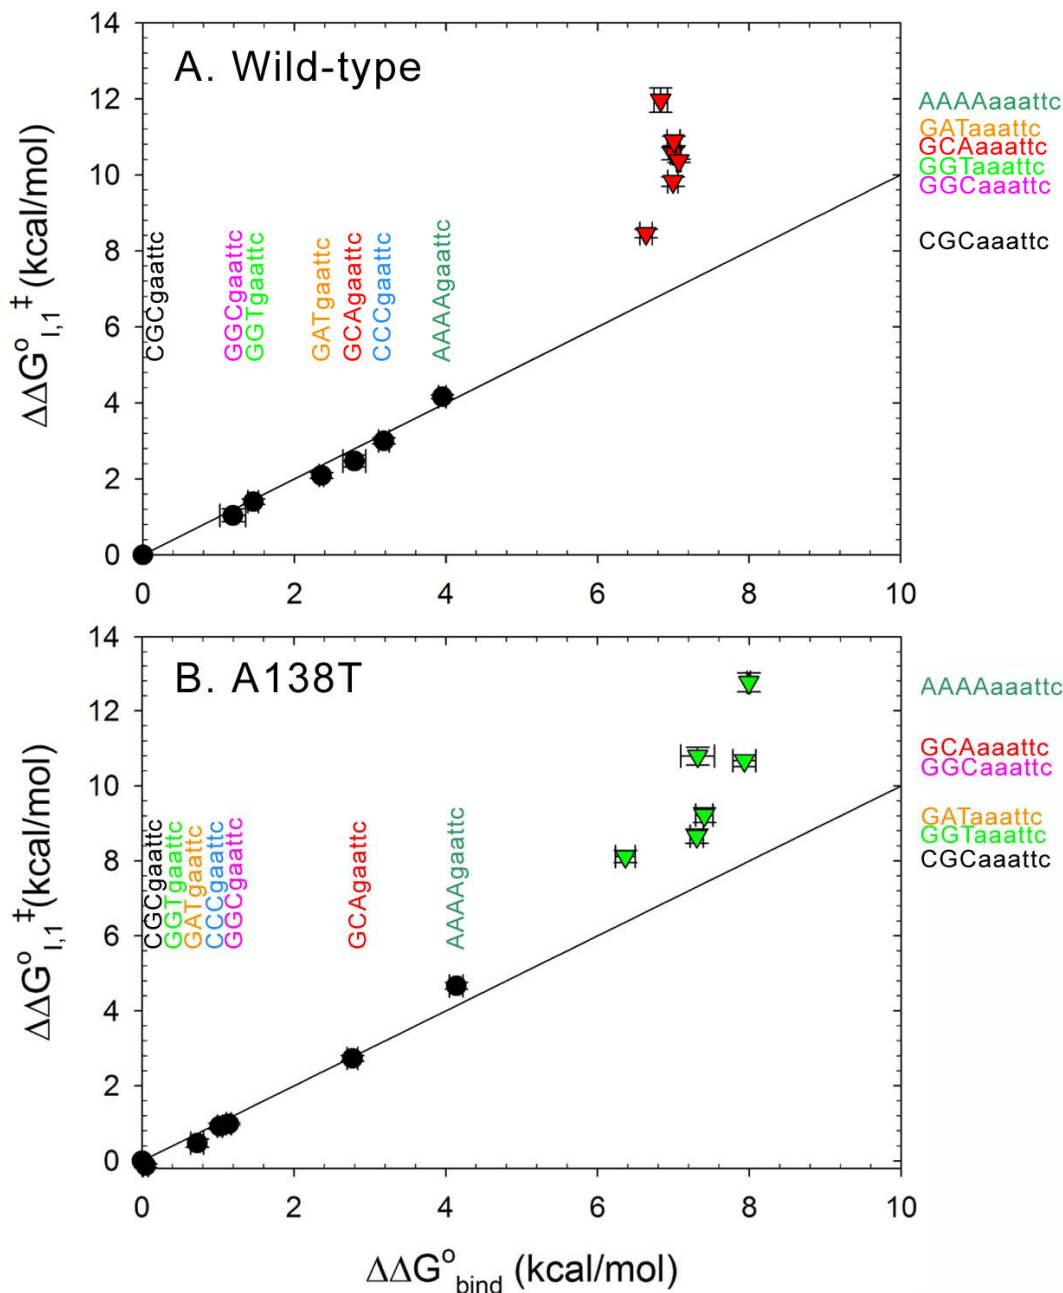 A. Wild-type
14
12
10
8
6
4
2
0
ΔΔG°I,1‡ (kcal/mol)
CGCgaattc
GGCgaattc
GGTgaattc
GATgaattc
GCAgaattc
CCCgaattc
AAAAgaattc
AAAAaaattc
GATaaattc
GCAaaattc
GGTaaattc
GGCaaattc
CGCaaattc
0 2 4 6 8 10
B. A138T
14
12
10
8
6
4
2
0
ΔΔG°I,1‡(kcal/mol)
CGCgaattc
GGTgaattc
GATgaattc
CCCgaattc
GGCgaattc
GCAgaattc
AAAAgaattc
AAAAaaattc
GCAaaattc
GGCaaattc
GATaaattc
GGTaaattc
CGCaaattc
0 2 4 6 8 10
ΔΔG°bind (kcal/mol)